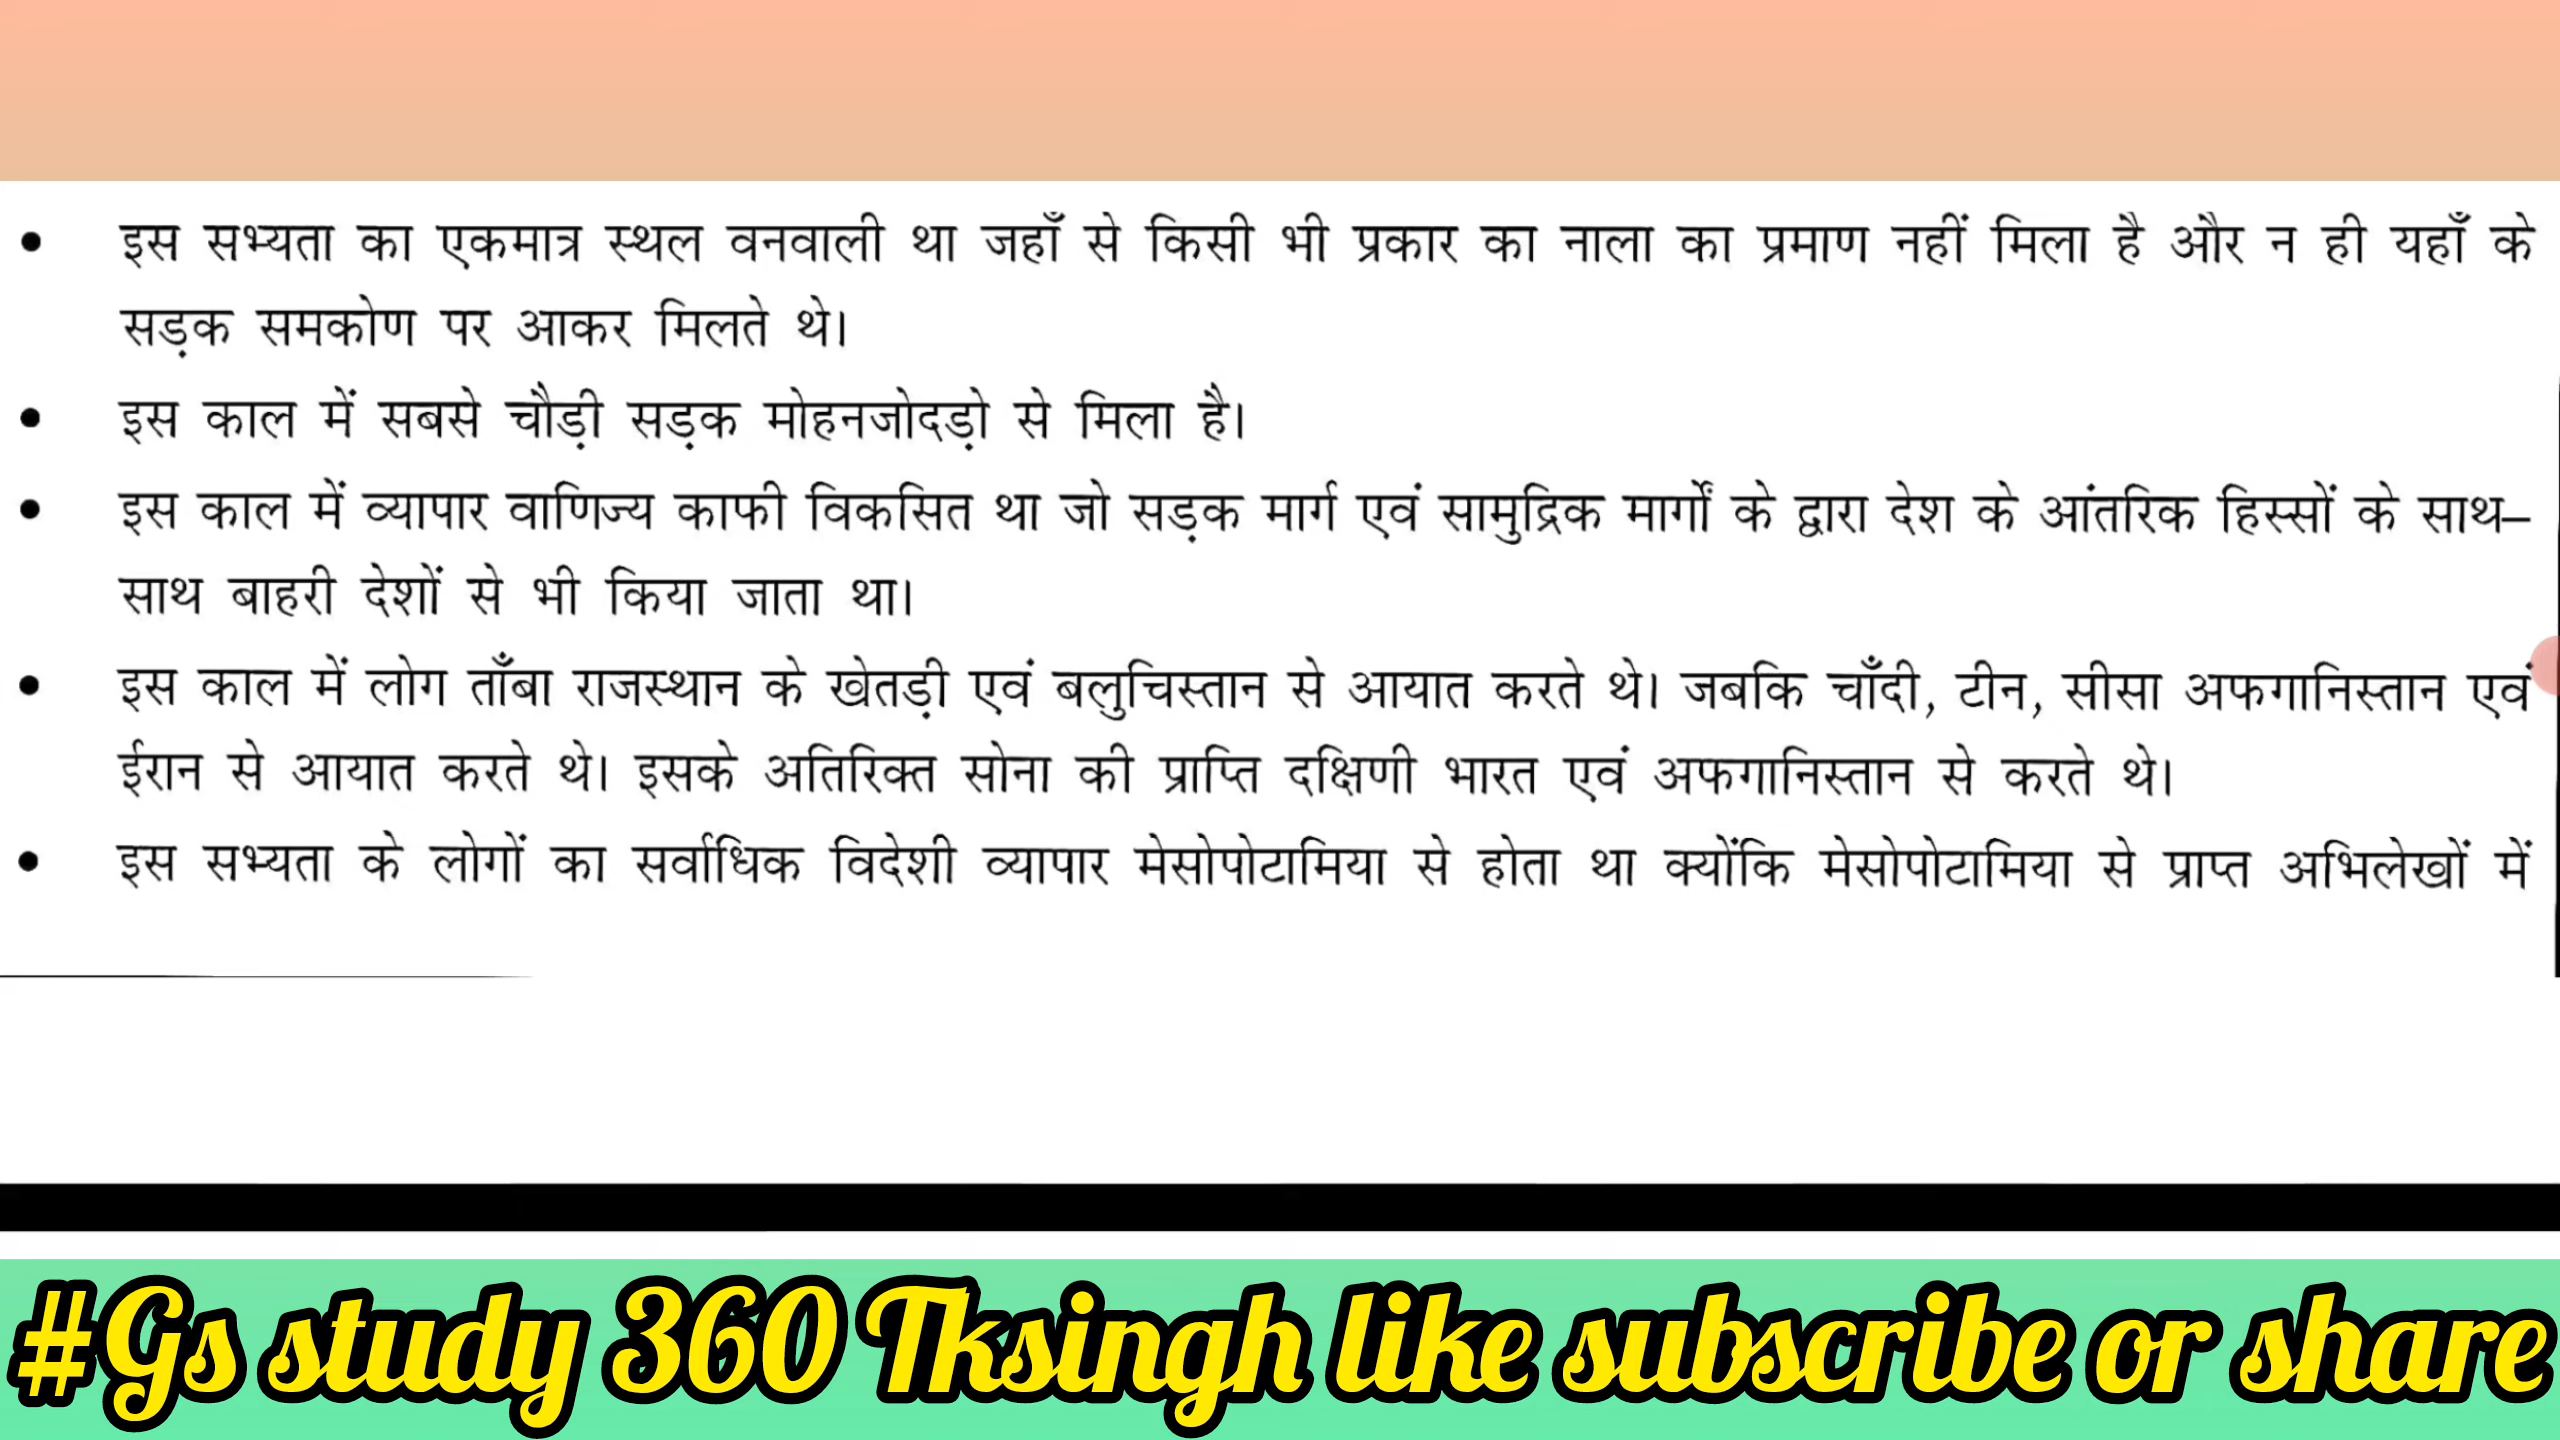 • इस सभ्यता का एकमात्र स्थल वनवाली था जहाँ से किसी भी प्रकार का नाला का प्रमाण नहीं मिला है और न ही यहाँ के
सड़क समकोण पर आकर मिलते थे।
• इस काल में सबसे चौड़ी सड़क मोहनजोदड़ो से मिला है।
• इस काल में व्यापार वाणिज्य काफी विकसित था जो सड़क मार्ग एवं सामुद्रिक मार्गों के द्वारा देश के आंतरिक हिस्सों के साथ–
साथ बाहरी देशों से भी किया जाता था।
• इस काल में लोग ताँबा राजस्थान के खेतड़ी एवं बलुचिस्तान से आयात करते थे। जबकि चाँदी, टीन, सीसा अफगानिस्तान एवं
ईरान से आयात करते थे। इसके अतिरिक्त सोना की प्राप्ति दक्षिणी भारत एवं अफगानिस्तान से करते थे।
• इस सभ्यता के लोगों का सर्वाधिक विदेशी व्यापार मेसोपोटामिया से होता था क्योंकि मेसोपोटामिया से प्राप्त अभिलेखों में
#Gs study 360 Tksingh like subscribe or share